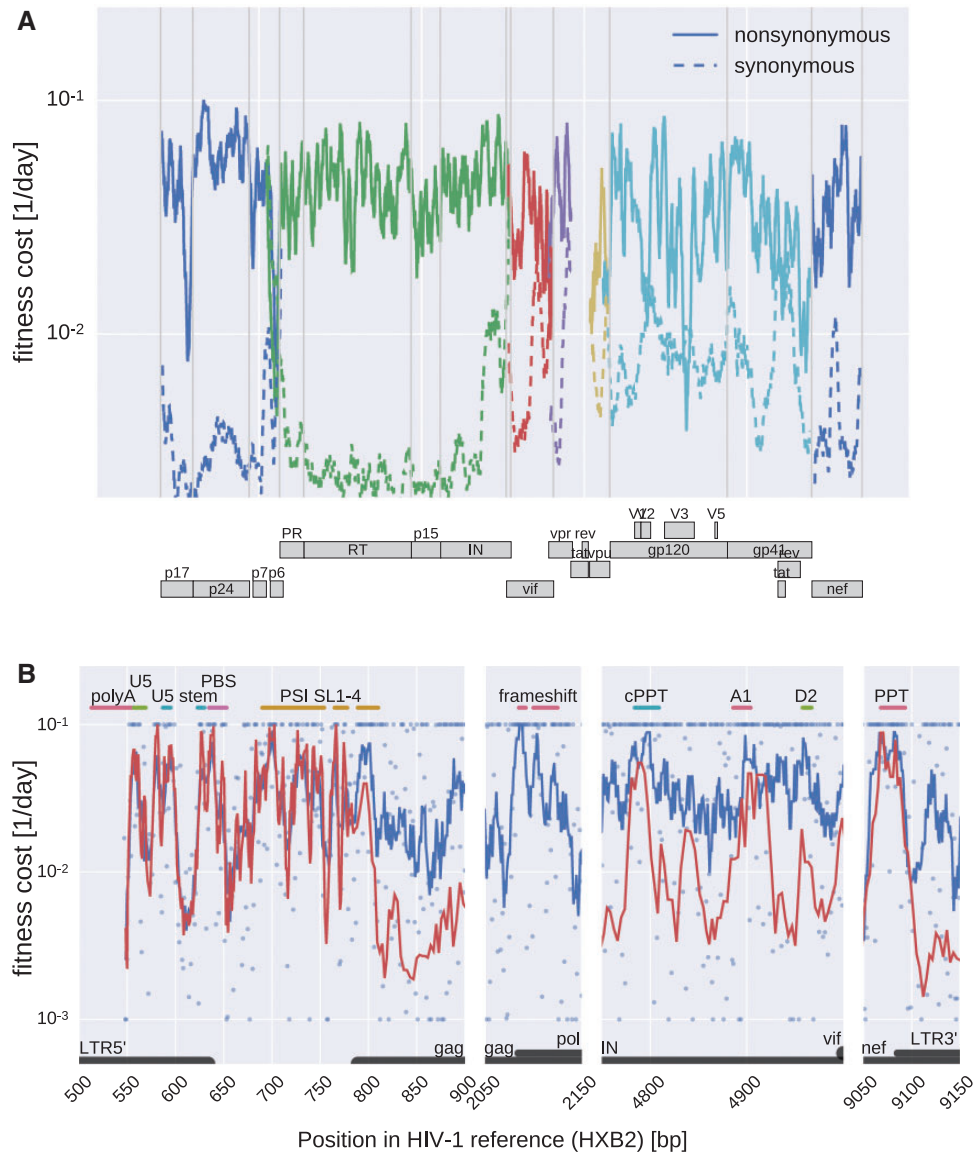 A
nonsynonymous
synonymous
10-1
10-2
fitness cost [1/day]
V1 V2 V3 V5
PR p15 vpr rev
RT IN gp120 gp41
tat vpu rev
tat
p17 p7 p6
p24 vif nef
B
U5 PBS
polyA U5 stem PSI SL1-4 frameshift cPPT A1 D2 PPT
10-1
10-2
10-3
fitness cost [1/day]
LTR5' gag gag pol IN vif nef LTR3'
500 550 600 650 700 750 800 850 900 2050 2150 4800 4900 9050 9100 9150
Position in HIV-1 reference (HXB2) [bp]